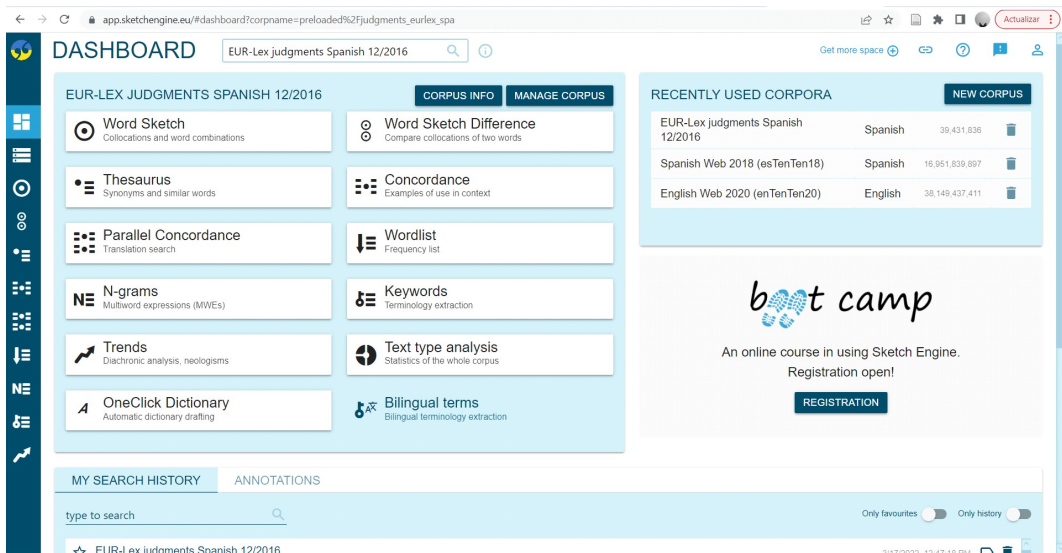 app.sketchengine.eu/#dashboard?corpname=preloaded%2Fjudgments_eurlex_spa
Actualizar
DASHBOARD
EUR-Lex judgments Spanish 12/2016
Get more space
EUR-LEX JUDGMENTS SPANISH 12/2016
CORPUS INFO
MANAGE CORPUS
Word Sketch
Collocations and word combinations
Word Sketch Difference
Compare collocations of two words
Thesaurus
Synonyms and similar words
Concordance
Examples of use in context
Parallel Concordance
Translation search
Wordlist
Frequency list
N-grams
Multiword expressions (MWEs)
Keywords
Terminology extraction
Trends
Diachronic analysis, neologisms
Text type analysis
Statistics of the whole corpus
OneClick Dictionary
Automatic dictionary drafting
Bilingual terms
Bilingual terminology extraction
RECENTLY USED CORPORA
NEW CORPUS
EUR-Lex judgments Spanish
12/2016
Spanish
39,431,836
Spanish Web 2018 (esTenTen18) Spanish 16,951,839,897
English Web 2020 (enTenTen20) English 38,149,437,411
boot camp
An online course in using Sketch Engine.
Registration open!
REGISTRATION
MY SEARCH HISTORY
ANNOTATIONS
type to search
Only favourites
Only history
EUR-Lex judgments Spanish 12/2016